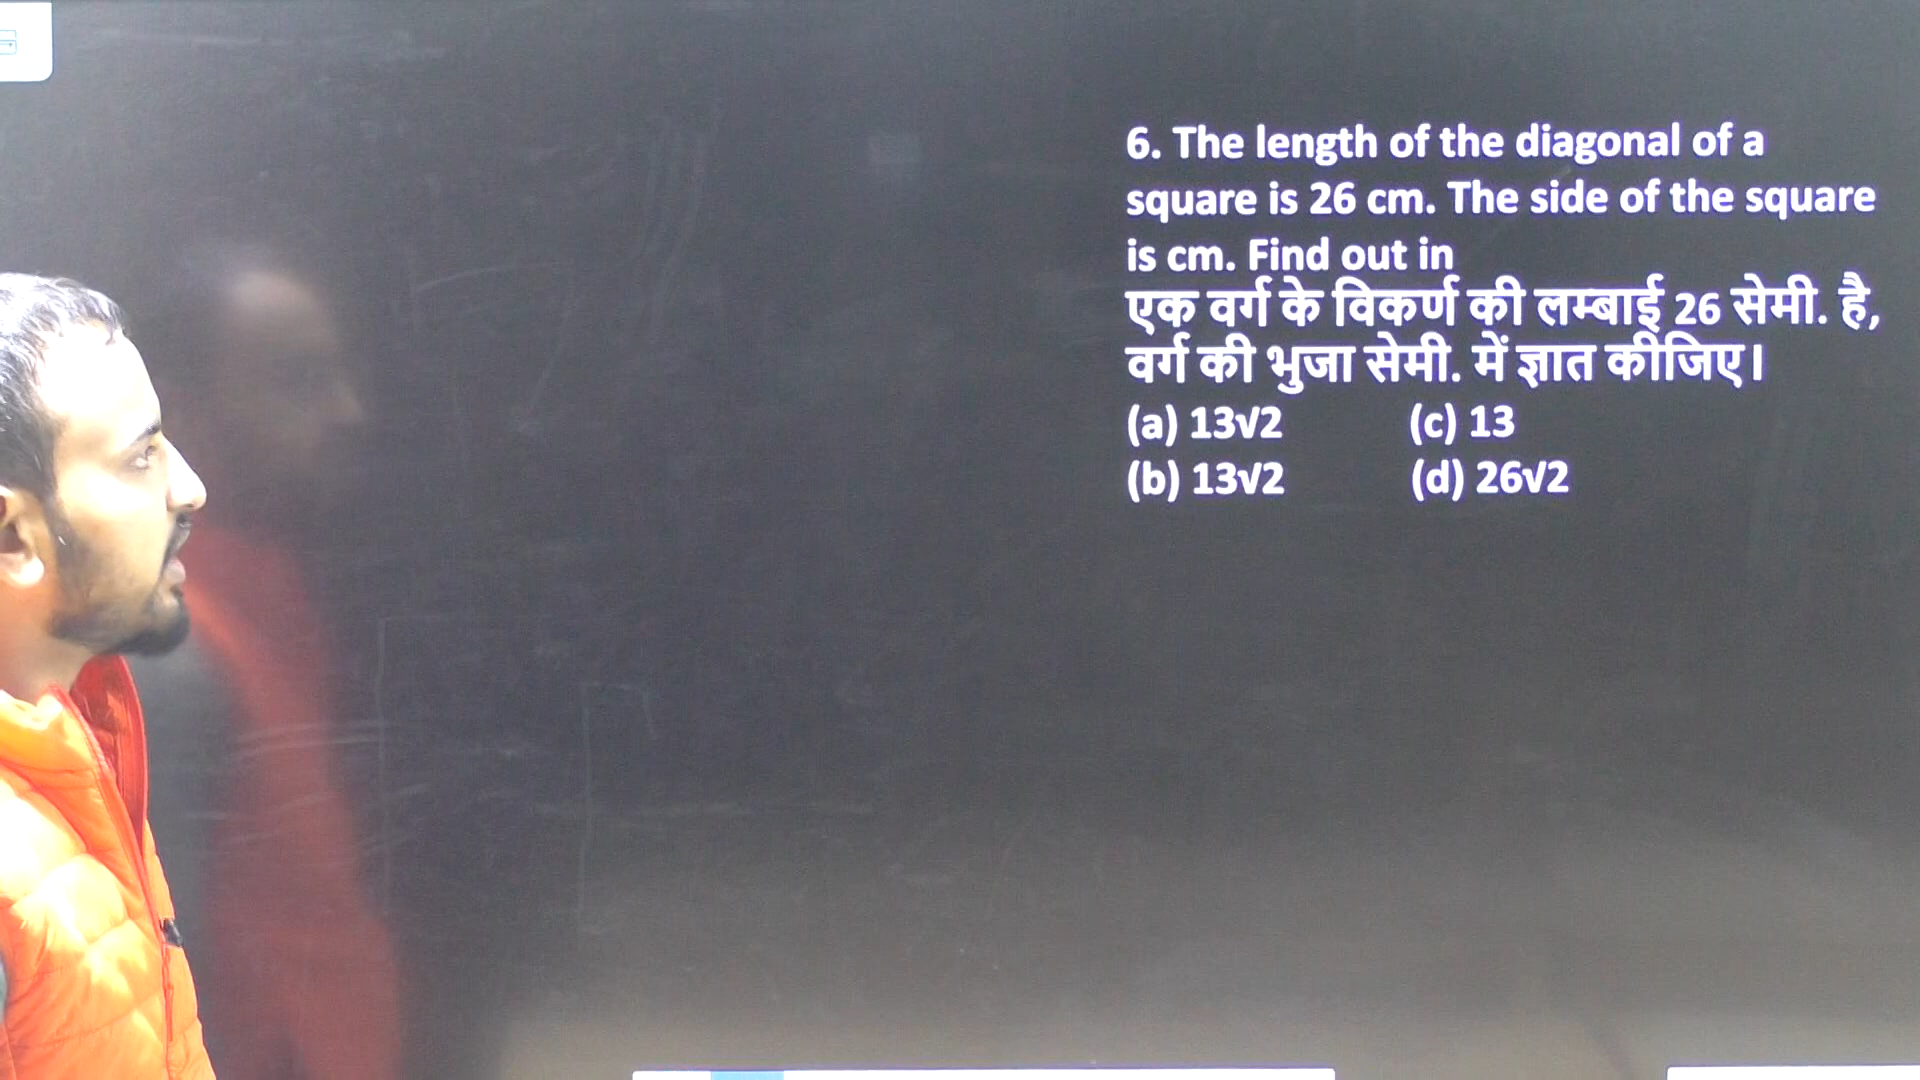 6. The length of the diagonal of a
square is 26 cm. The side of the square
is cm. Find out in
एक वर्ग के विकर्ण की लम्बाई 26 सेमी. है,
वर्ग की भुजा सेमी. में ज्ञात कीजिए।
(a) 13√2 (c) 13
(b) 13√2 (d) 26√2